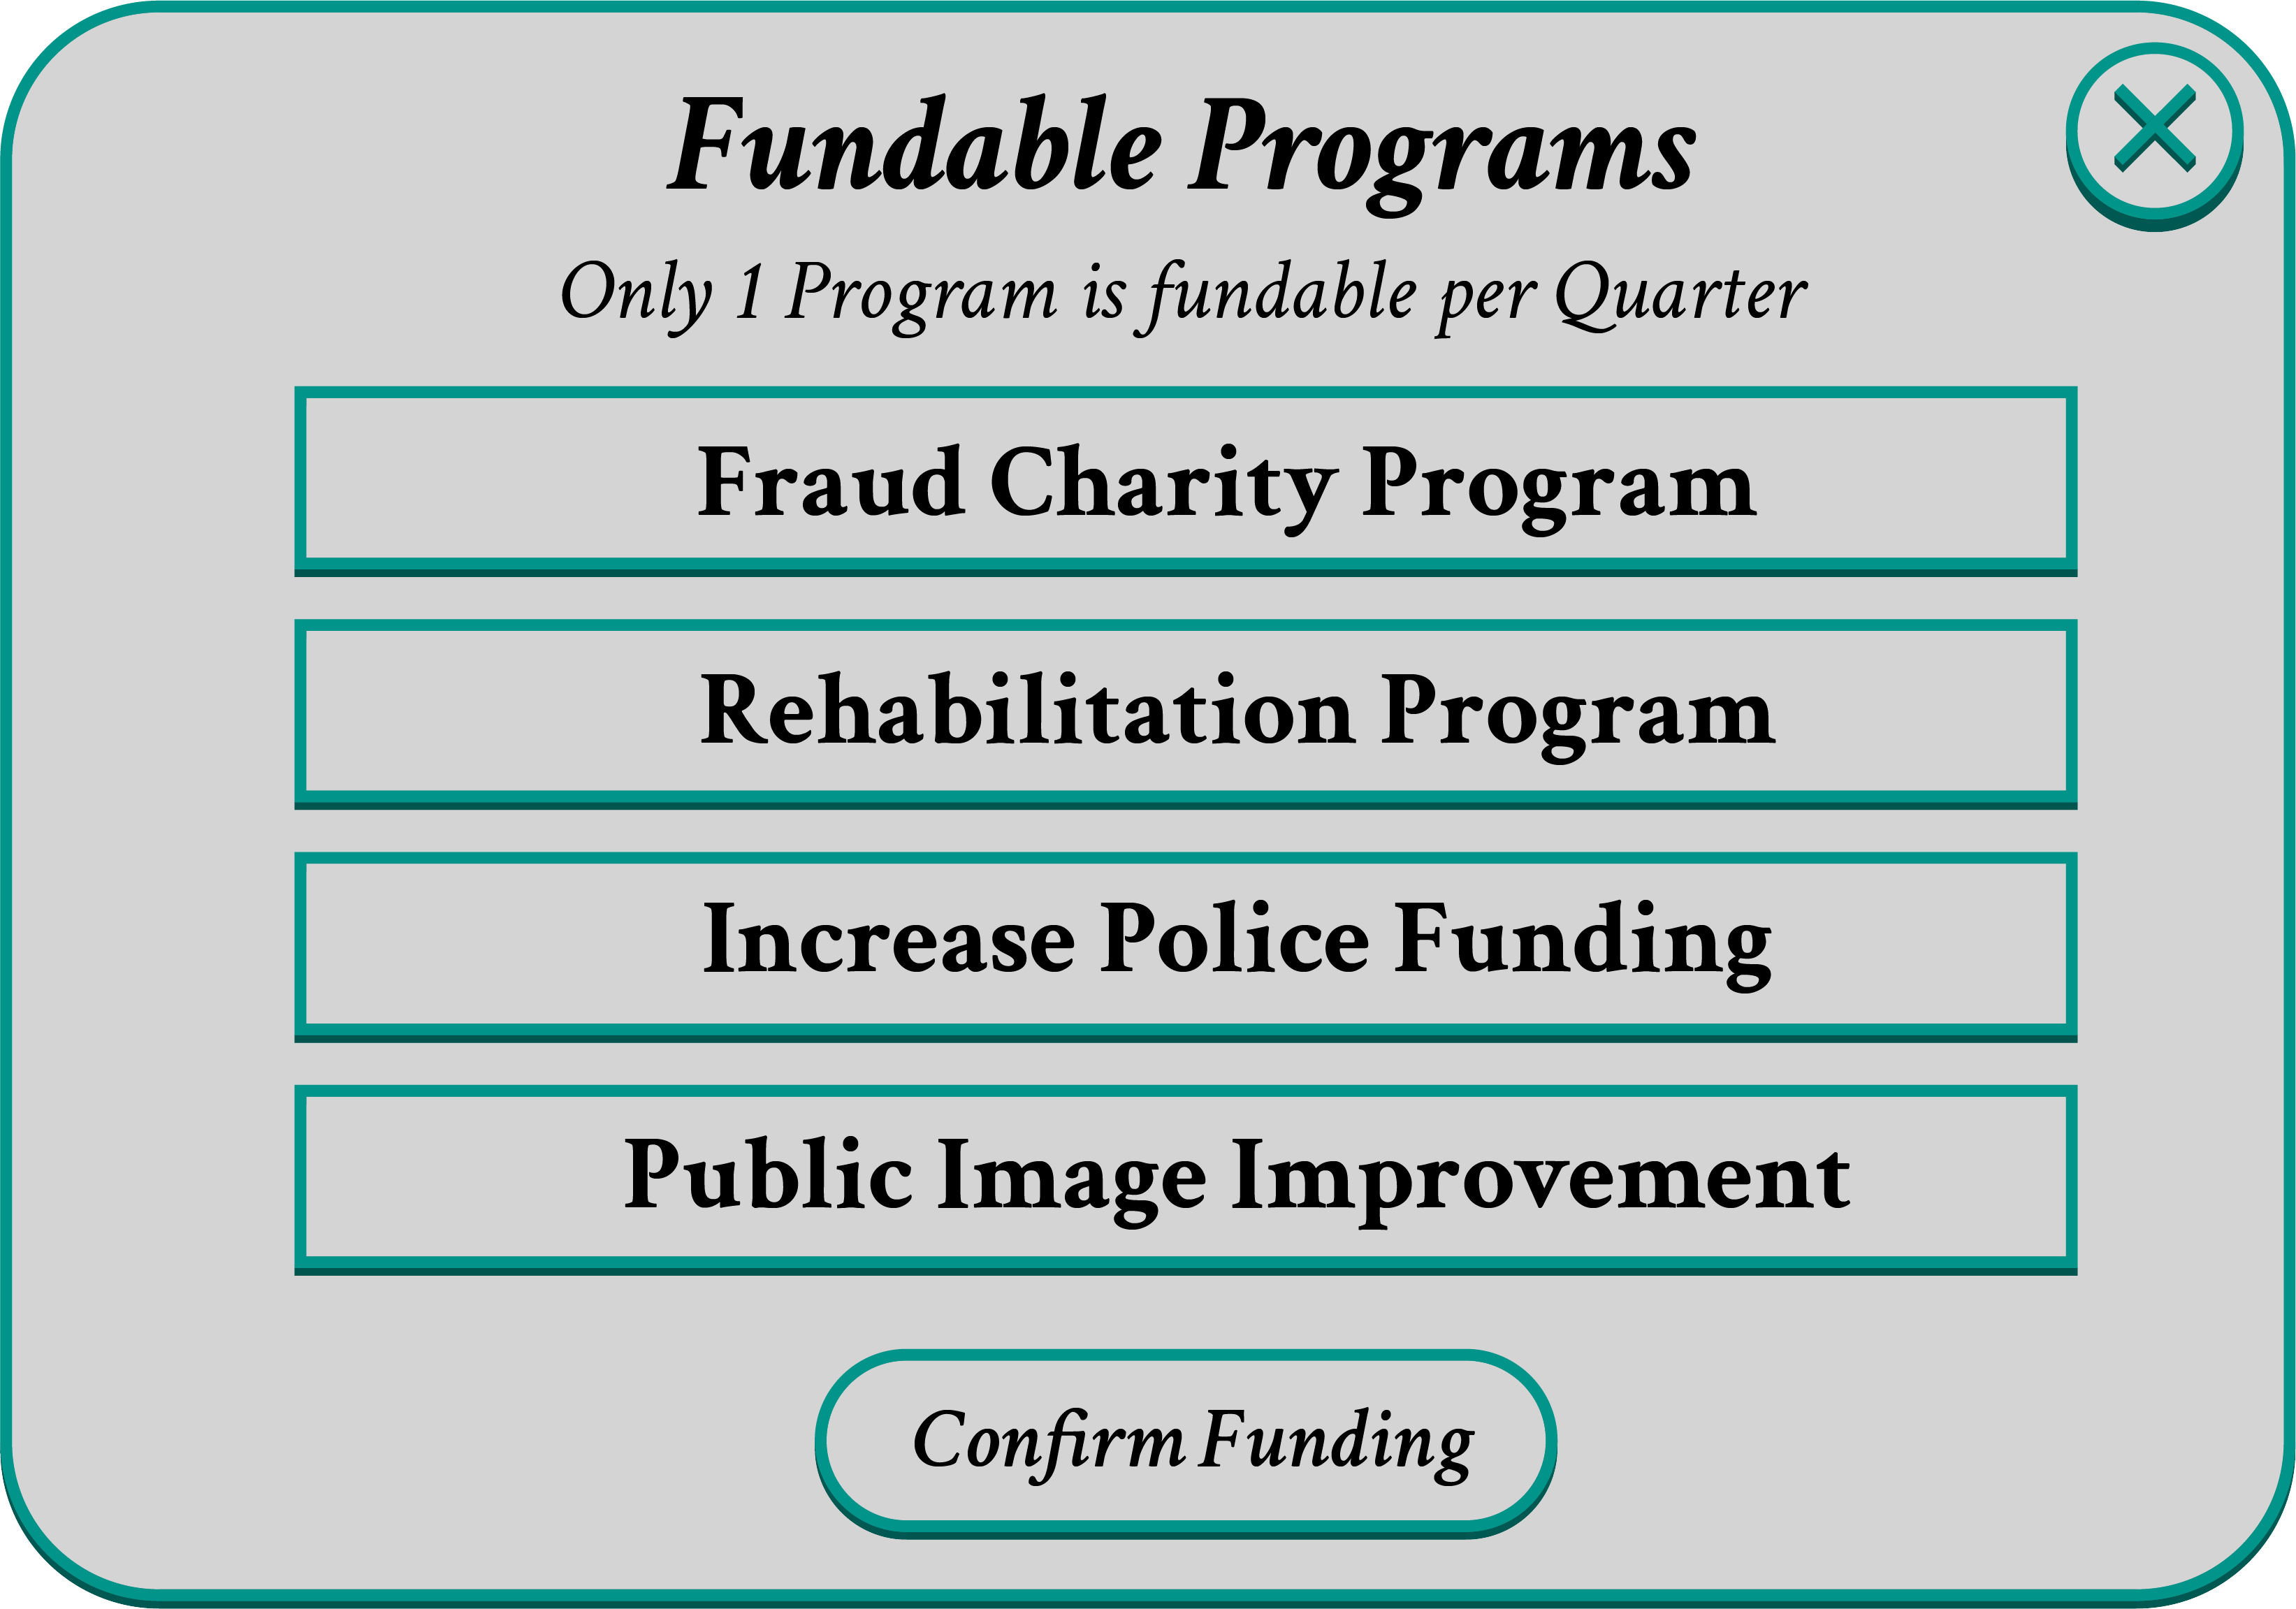 Fundable Programs
Only 1 Program is fundable per Quarter
Fraud Charity Program
Rehabilitation Program
Increase Police Funding
Public Image Improvement
Confirm Funding